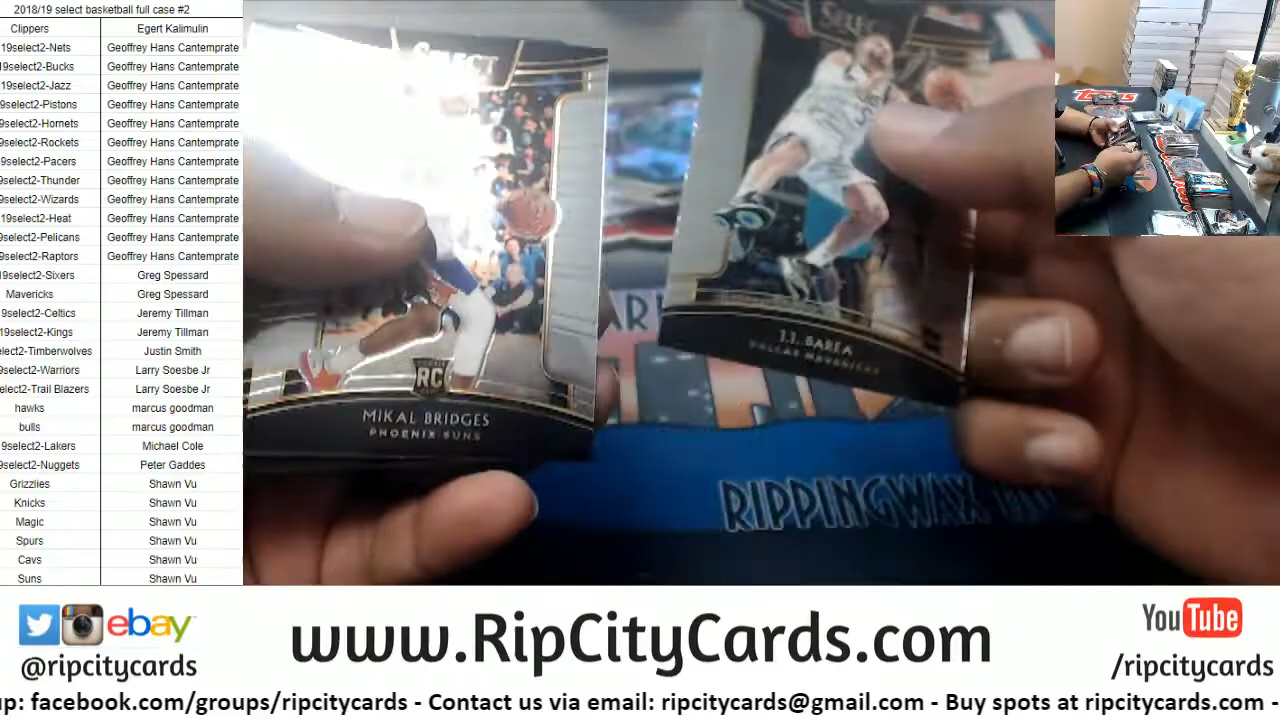 2018/19 select basketball full case #2
Clippers Egert Kalimulin
19select2-Nets Geoffrey Hans Cantemprate
19select2-Bucks Geoffrey Hans Cantemprate
19select2-Jazz Geoffrey Hans Cantemprate
9select2-Pistons Geoffrey Hans Cantemprate
9select2-Hornets Geoffrey Hans Cantemprate
9select2-Rockets Geoffrey Hans Cantemprate
9select2-Pacers Geoffrey Hans Cantemprate
9select2-Thunder Geoffrey Hans Cantemprate
9select2-Wizards Geoffrey Hans Cantemprate
19select2-Heat Geoffrey Hans Cantemprate
9select2-Pelicans Geoffrey Hans Cantemprate
9select2-Raptors Geoffrey Hans Cantemprate
19select2-Sixers Greg Spessard
Mavericks Greg Spessard
9select2-Celtics Jeremy Tillman
19select2-Kings Jeremy Tillman
elect2-Timberwolves Justin Smith
9select2-Warriors Larry Soesbe Jr
elect2-Trail Blazers Larry Soesbe Jr
hawks marcus goodman
bulls marcus goodman
9select2-Lakers Michael Cole
9select2-Nuggets Peter Gaddes
Grizzlies Shawn Vu
Knicks Shawn Vu
Magic Shawn Vu
Spurs Shawn Vu
Cavs Shawn Vu
Suns Shawn Vu
SELECT
RC
MIKAL BRIDGES
PHOENIX SUNS
SELECT
J.J. BAREA
DALLAS MAVERICKS
RIPPINGWAX
ebay
@ripcitycards
www.RipCityCards.com
YouTube
/ripcitycards
up: facebook.com/groups/ripcitycards - Contact us via email: ripcitycards@gmail.com - Buy spots at ripcitycards.com -